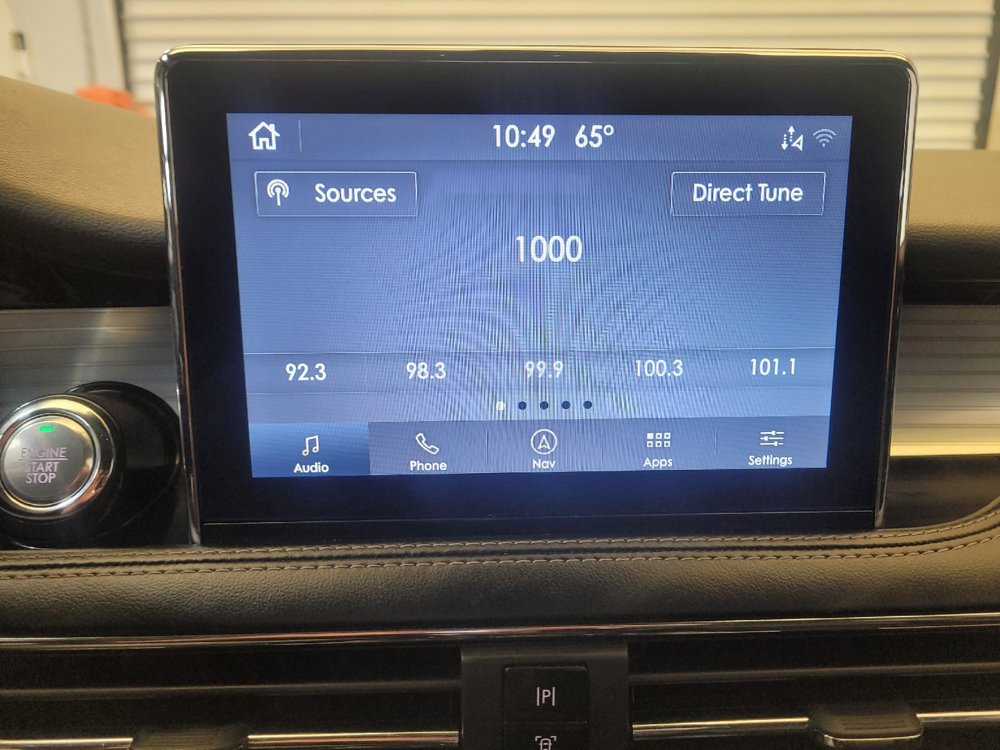 10:49 65°
Sources
Direct Tune
1000
92.3 98.3 99.9 100.3 101.1
Audio Phone Nav Apps Settings
ENGINE
START
STOP
|P|